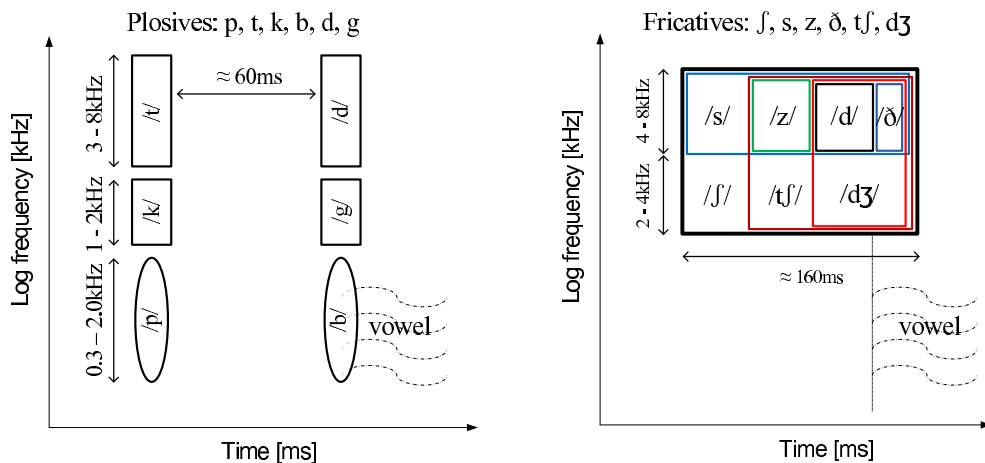 Plosives: p, t, k, b, d, g
Log frequency [kHz]
3 - 8kHz
1 - 2kHz
0.3 – 2.0kHz
/t/
≈ 60ms
/d/
/k/
/g/
/p/
/b/
vowel
Time [ms]
Fricatives: ʃ, s, z, ð, tʃ, dʒ
Log frequency [kHz]
4 - 8kHz
2 - 4kHz
/s/ /z/ /d/ /ð/
/ʃ/ /tʃ/ /dʒ/
≈ 160ms
vowel
Time [ms]